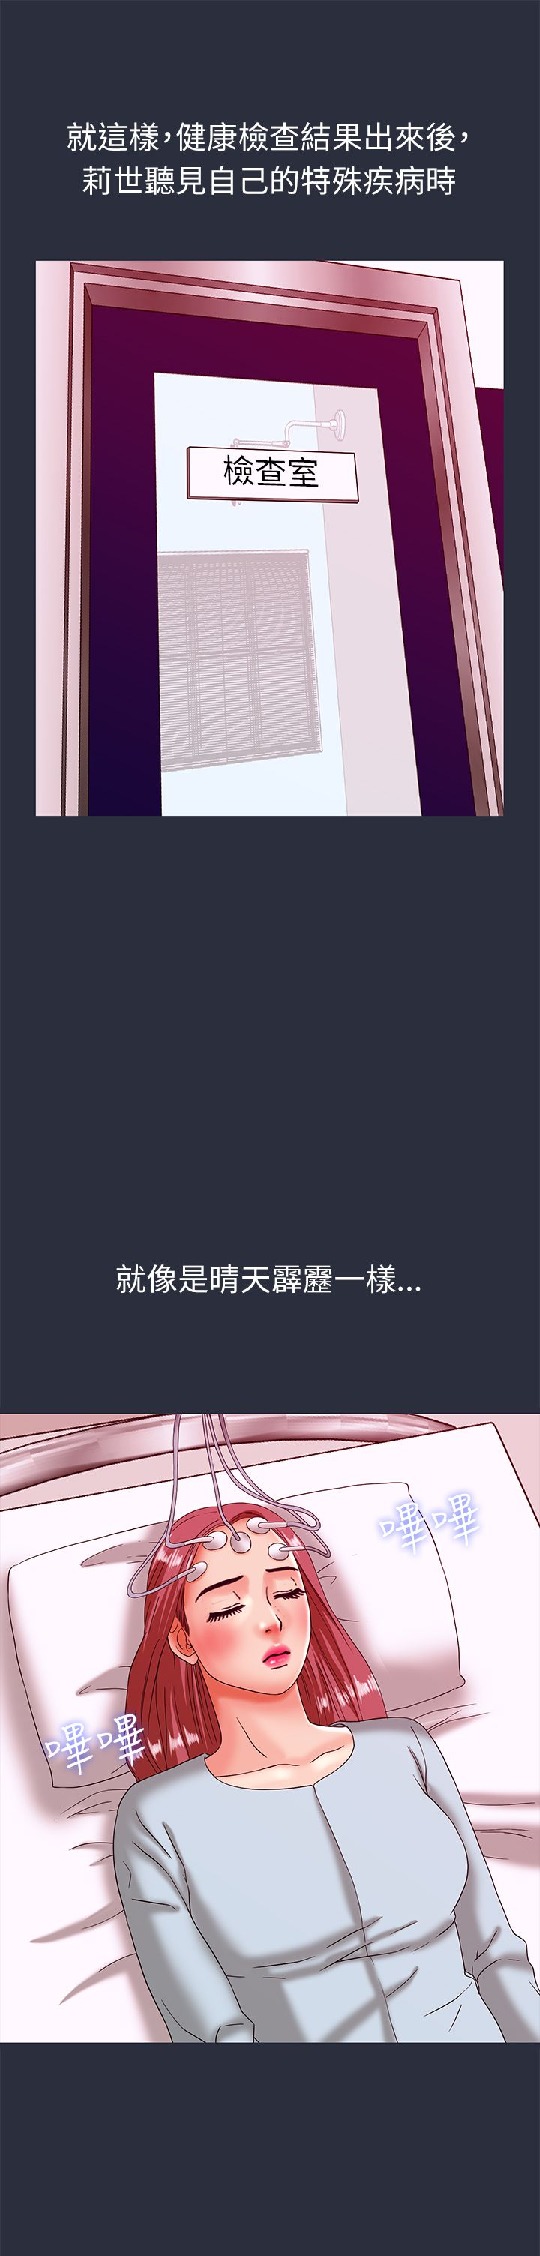 就這樣，健康檢查結果出來後，
莉世聽見自己的特殊疾病時
檢查室
就像是晴天霹靂一樣...
嗶嗶
嗶嗶